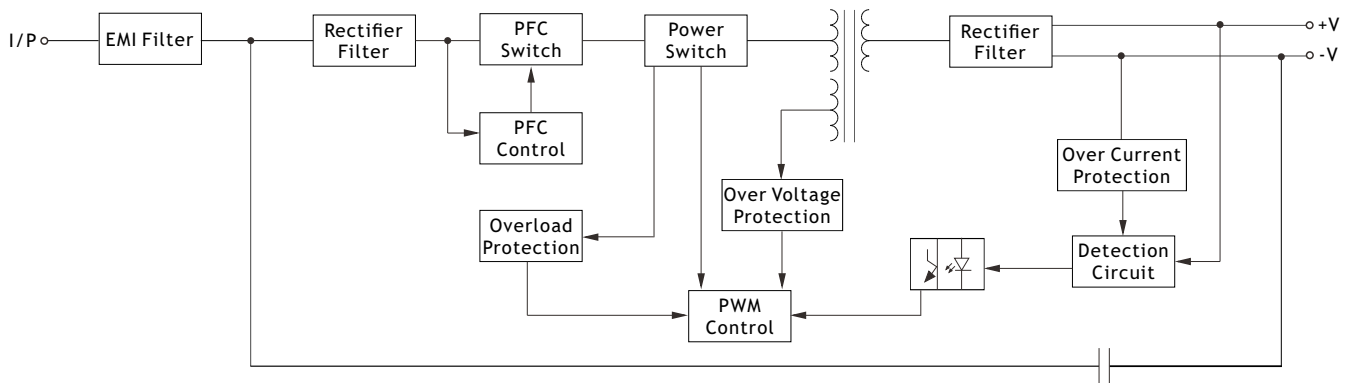 I/P
EMI Filter
Rectifier
Filter
PFC
Switch
Power
Switch
Rectifier
Filter
+V
-V
PFC
Control
Over Current
Protection
Over Voltage
Protection
Overload
Protection
Detection
Circuit
PWM
Control